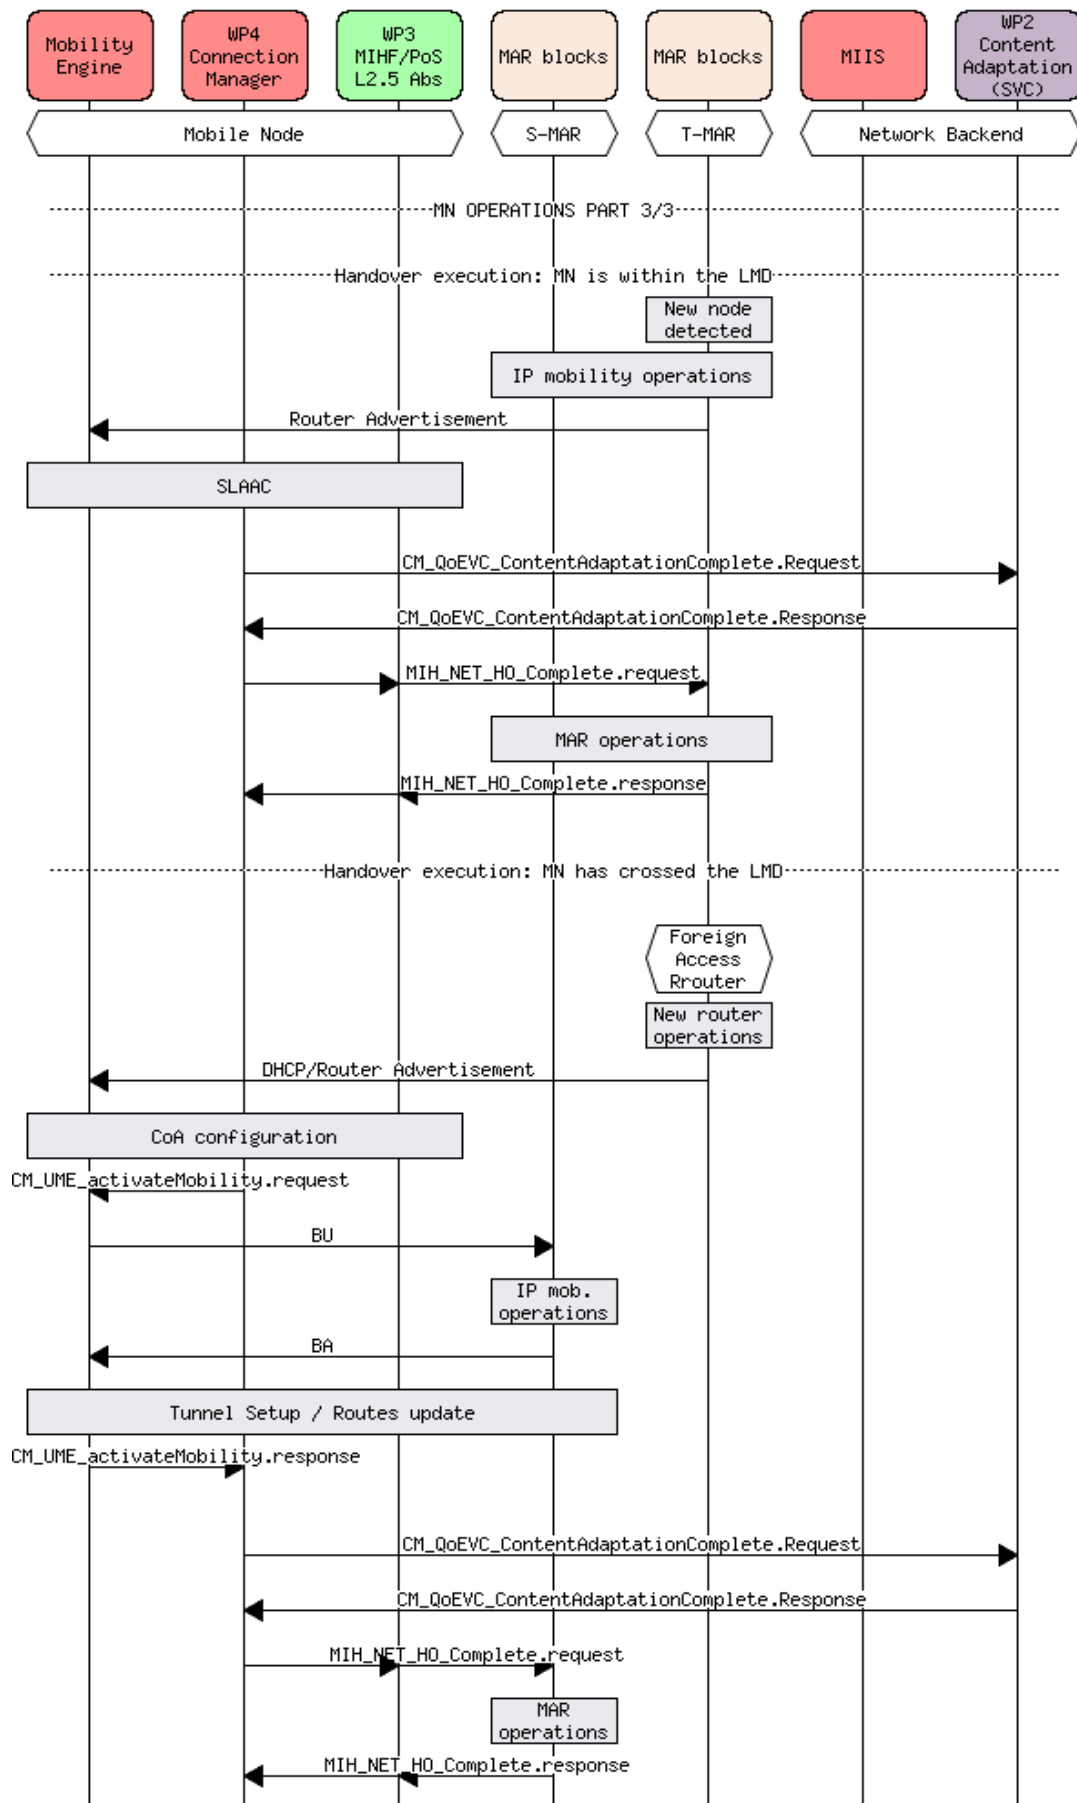 Mobility
Engine
WP4
Connection
Manager
WP3
MIHF/PoS
L2.5 Abs
MAR blocks
MAR blocks
MIIS
WP2
Content
Adaptation
(SVC)
Mobile Node
S-MAR
T-MAR
Network Backend
MN OPERATIONS PART 3/3
Handover execution: MN is within the LMD
New node
detected
IP mobility operations
Router Advertisement
SLAAC
CM_QoEVC_ContentAdaptationComplete.Request
CM_QoEVC_ContentAdaptationComplete.Response
MIH_NET_HO_Complete.request
MAR operations
MIH_NET_HO_Complete.response
Handover execution: MN has crossed the LMD
Foreign
Access
Rrouter
New router
operations
DHCP/Router Advertisement
CoA configuration
CM_UME_activateMobility.request
BU
IP mob.
operations
BA
Tunnel Setup / Routes update
CM_UME_activateMobility.response
CM_QoEVC_ContentAdaptationComplete.Request
CM_QoEVC_ContentAdaptationComplete.Response
MIH_NET_HO_Complete.request
MAR
operations
MIH_NET_HO_Complete.response